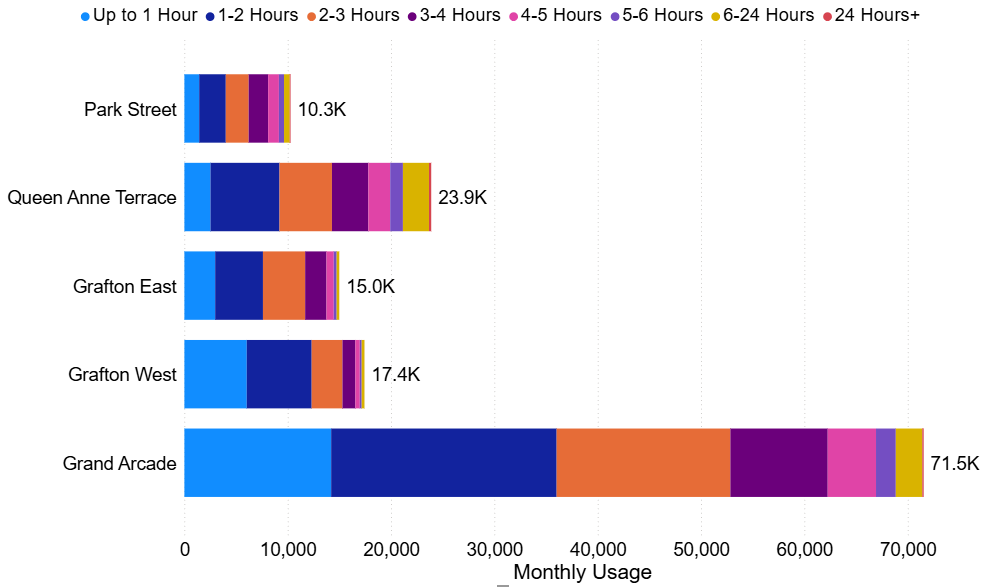 Up to 1 Hour 1-2 Hours 2-3 Hours 3-4 Hours 4-5 Hours 5-6 Hours 6-24 Hours 24 Hours+
Park Street 10.3K
Queen Anne Terrace 23.9K
Grafton East 15.0K
Grafton West 17.4K
Grand Arcade 71.5K
0 10,000 20,000 30,000 40,000 50,000 60,000 70,000
Monthly Usage